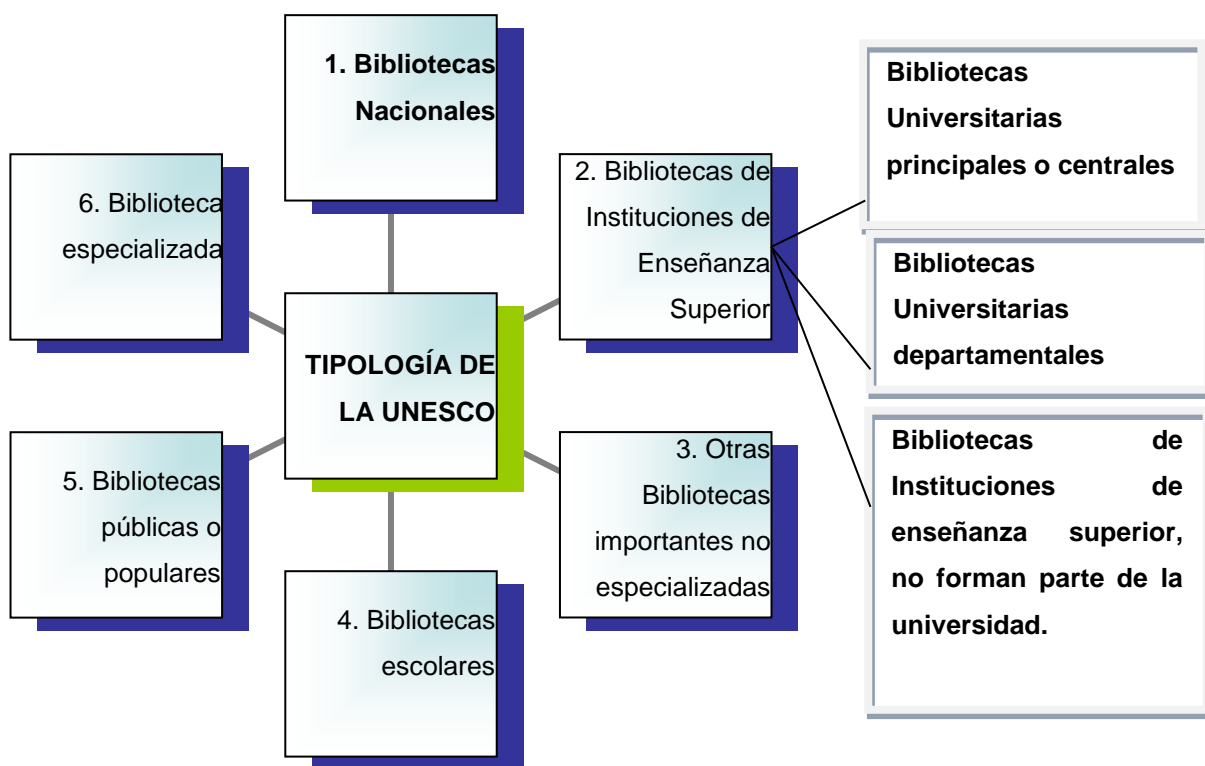 1. Bibliotecas
Nacionales
2. Bibliotecas de
Instituciones de
Enseñanza
Superior
Bibliotecas
Universitarias
principales o centrales
Bibliotecas
Universitarias
departamentales
Bibliotecas de
Instituciones de
enseñanza superior,
no forman parte de la
universidad.
3. Otras
Bibliotecas
importantes no
especializadas
4. Bibliotecas
escolares
5. Bibliotecas
públicas o
populares
6. Biblioteca
especializada
TIPOLOGÍA DE
LA UNESCO